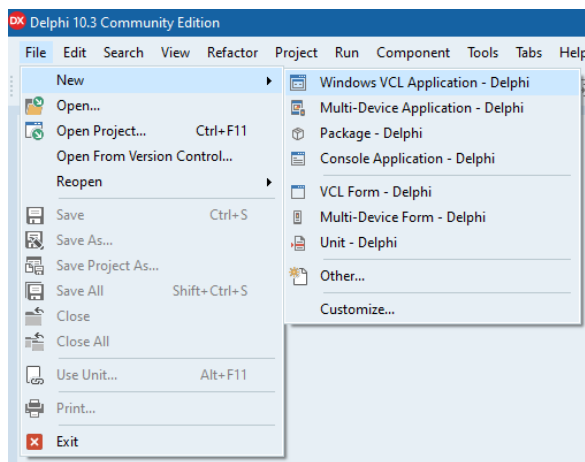 DX Delphi 10.3 Community Edition
File Edit Search View Refactor Project Run Component Tools Tabs Help
New
Open...
Open Project... Ctrl+F11
Open From Version Control...
Reopen
Save Ctrl+S
Save As...
Save Project As...
Save All Shift+Ctrl+S
Close
Close All
Use Unit... Alt+F11
Print...
Exit
Windows VCL Application - Delphi
Multi-Device Application - Delphi
Package - Delphi
Console Application - Delphi
VCL Form - Delphi
Multi-Device Form - Delphi
Unit - Delphi
Other...
Customize...